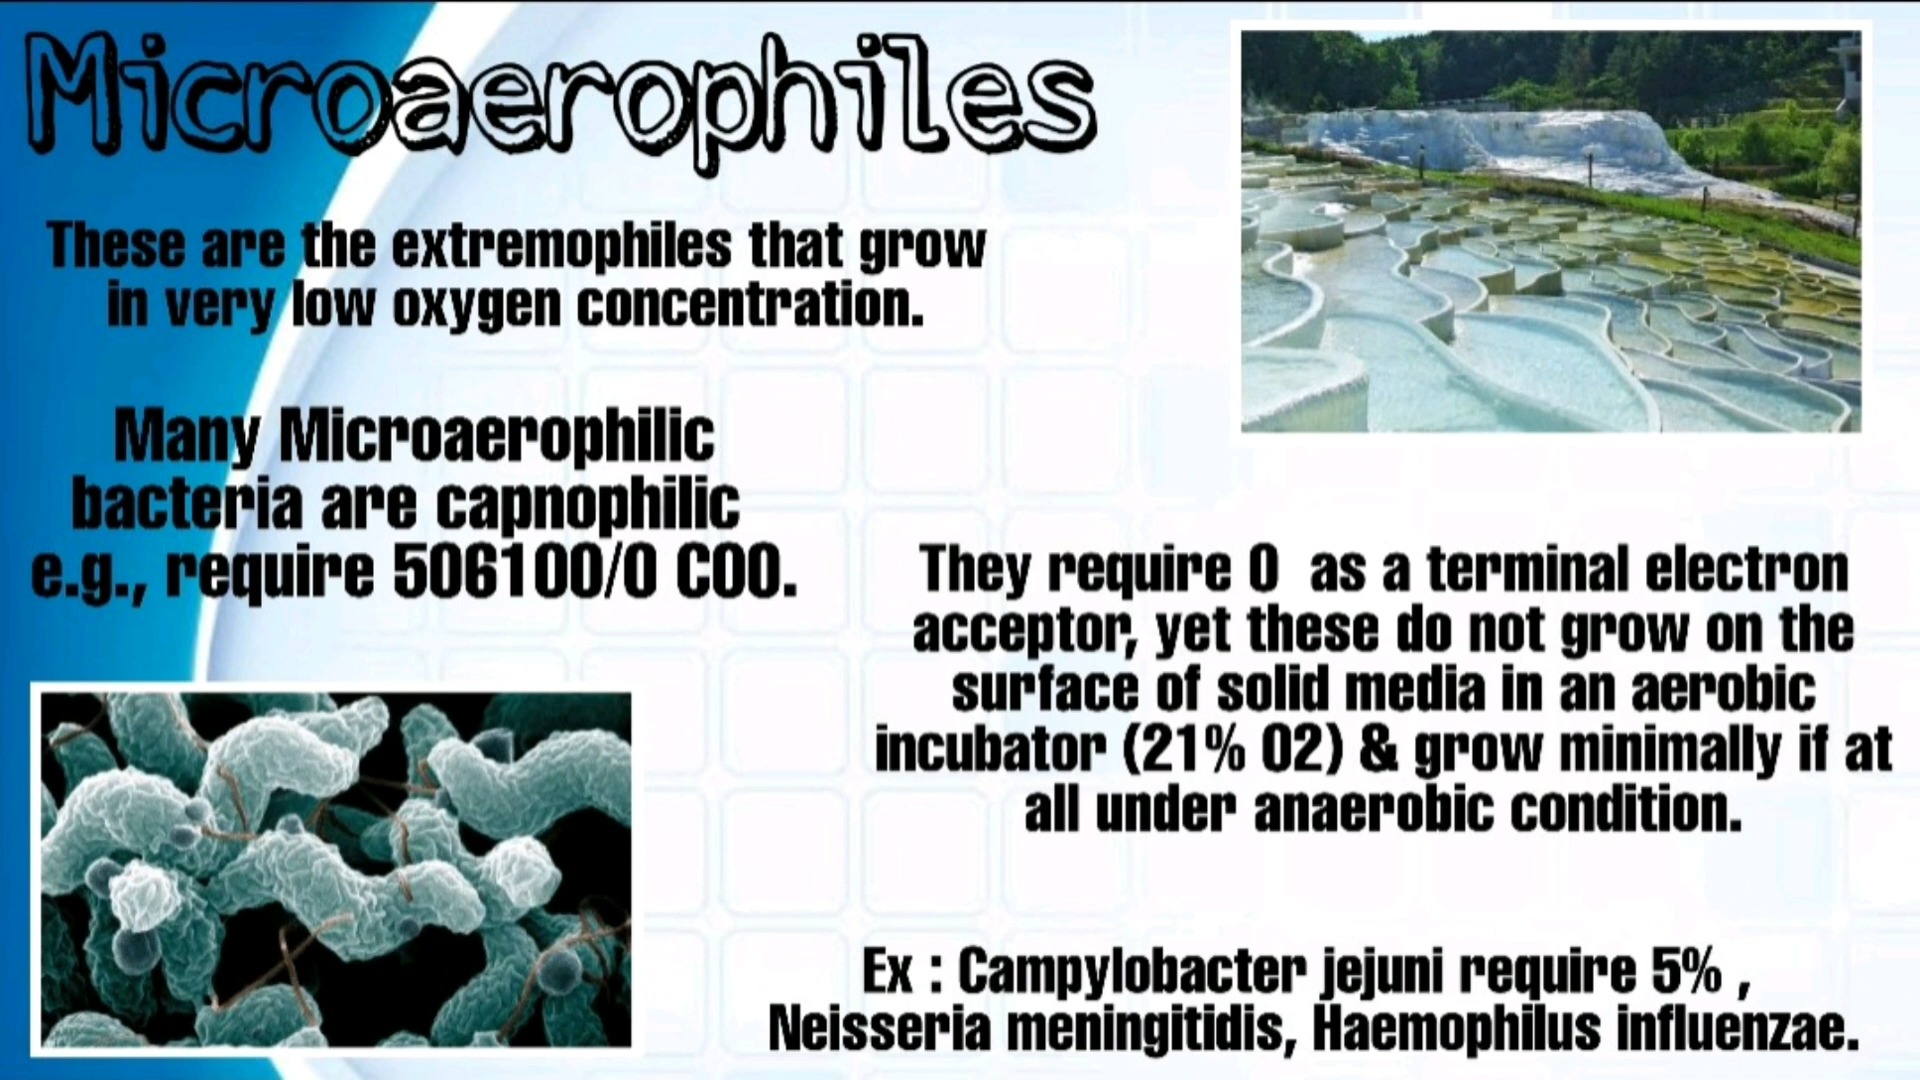 Microaerophiles
These are the extremophiles that grow
in very low oxygen concentration.
Many Microaerophilic
bacteria are capnophilic
e.g., require 506100/0 COO.
They require O as a terminal electron
acceptor, yet these do not grow on the
surface of solid media in an aerobic
incubator (21% O2) & grow minimally if at
all under anaerobic condition.
Ex : Campylobacter jejuni require 5% ,
Neisseria meningitidis, Haemophilus influenzae.